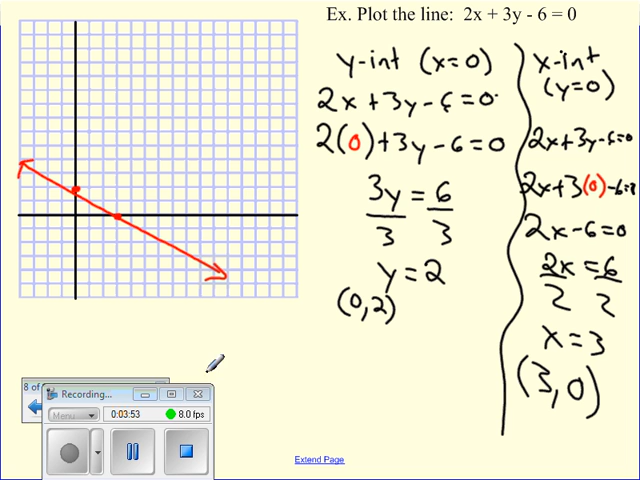 Ex. Plot the line: 2x + 3y - 6 = 0
y-int (x=0)
2x+3y-6=0
2(0)+3y-6=0
3y = 6
3 3
y=2
(0,2)
x-int
(y=0)
2x+3y-6=0
2x+3(0)-6=0
2x-6=0
2x = 6
2 2
x=3
(3,0)
8 of
Recording...
Menu
0:03:53
8.0 fps
Extend Page